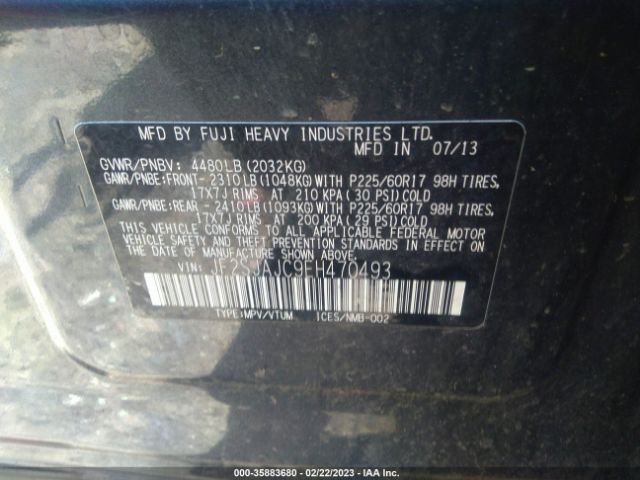 MFD BY FUJI HEAVY INDUSTRIES LTD.
MFD IN 07/13
GVWR/PNBV: 4480LB (2032KG)
GAWR/PNBE:FRONT- 2310LB (1048KG) WITH P225/60R17 98H TIRES,
17X7J RIMS AT 210 KPA (30 PSI) COLD
GAWR/PNBE:REAR - 2410LB (1093KG) WITH P225/60R17 98H TIRES,
17X7J RIMS AT 200 KPA (29 PSI) COLD
THIS VEHICLE CONFORMS TO ALL APPLICABLE FEDERAL MOTOR
VEHICLE SAFETY AND THEFT PREVENTION STANDARDS IN EFFECT ON
THE DATE OF MANUFACTURE SHOWN ABOVE.
VIN: JF2SJAJC9EH470493
TYPE:MPV/VTUM ICES/NMB-002
000-35883680 - 02/22/2023 - IAA Inc.